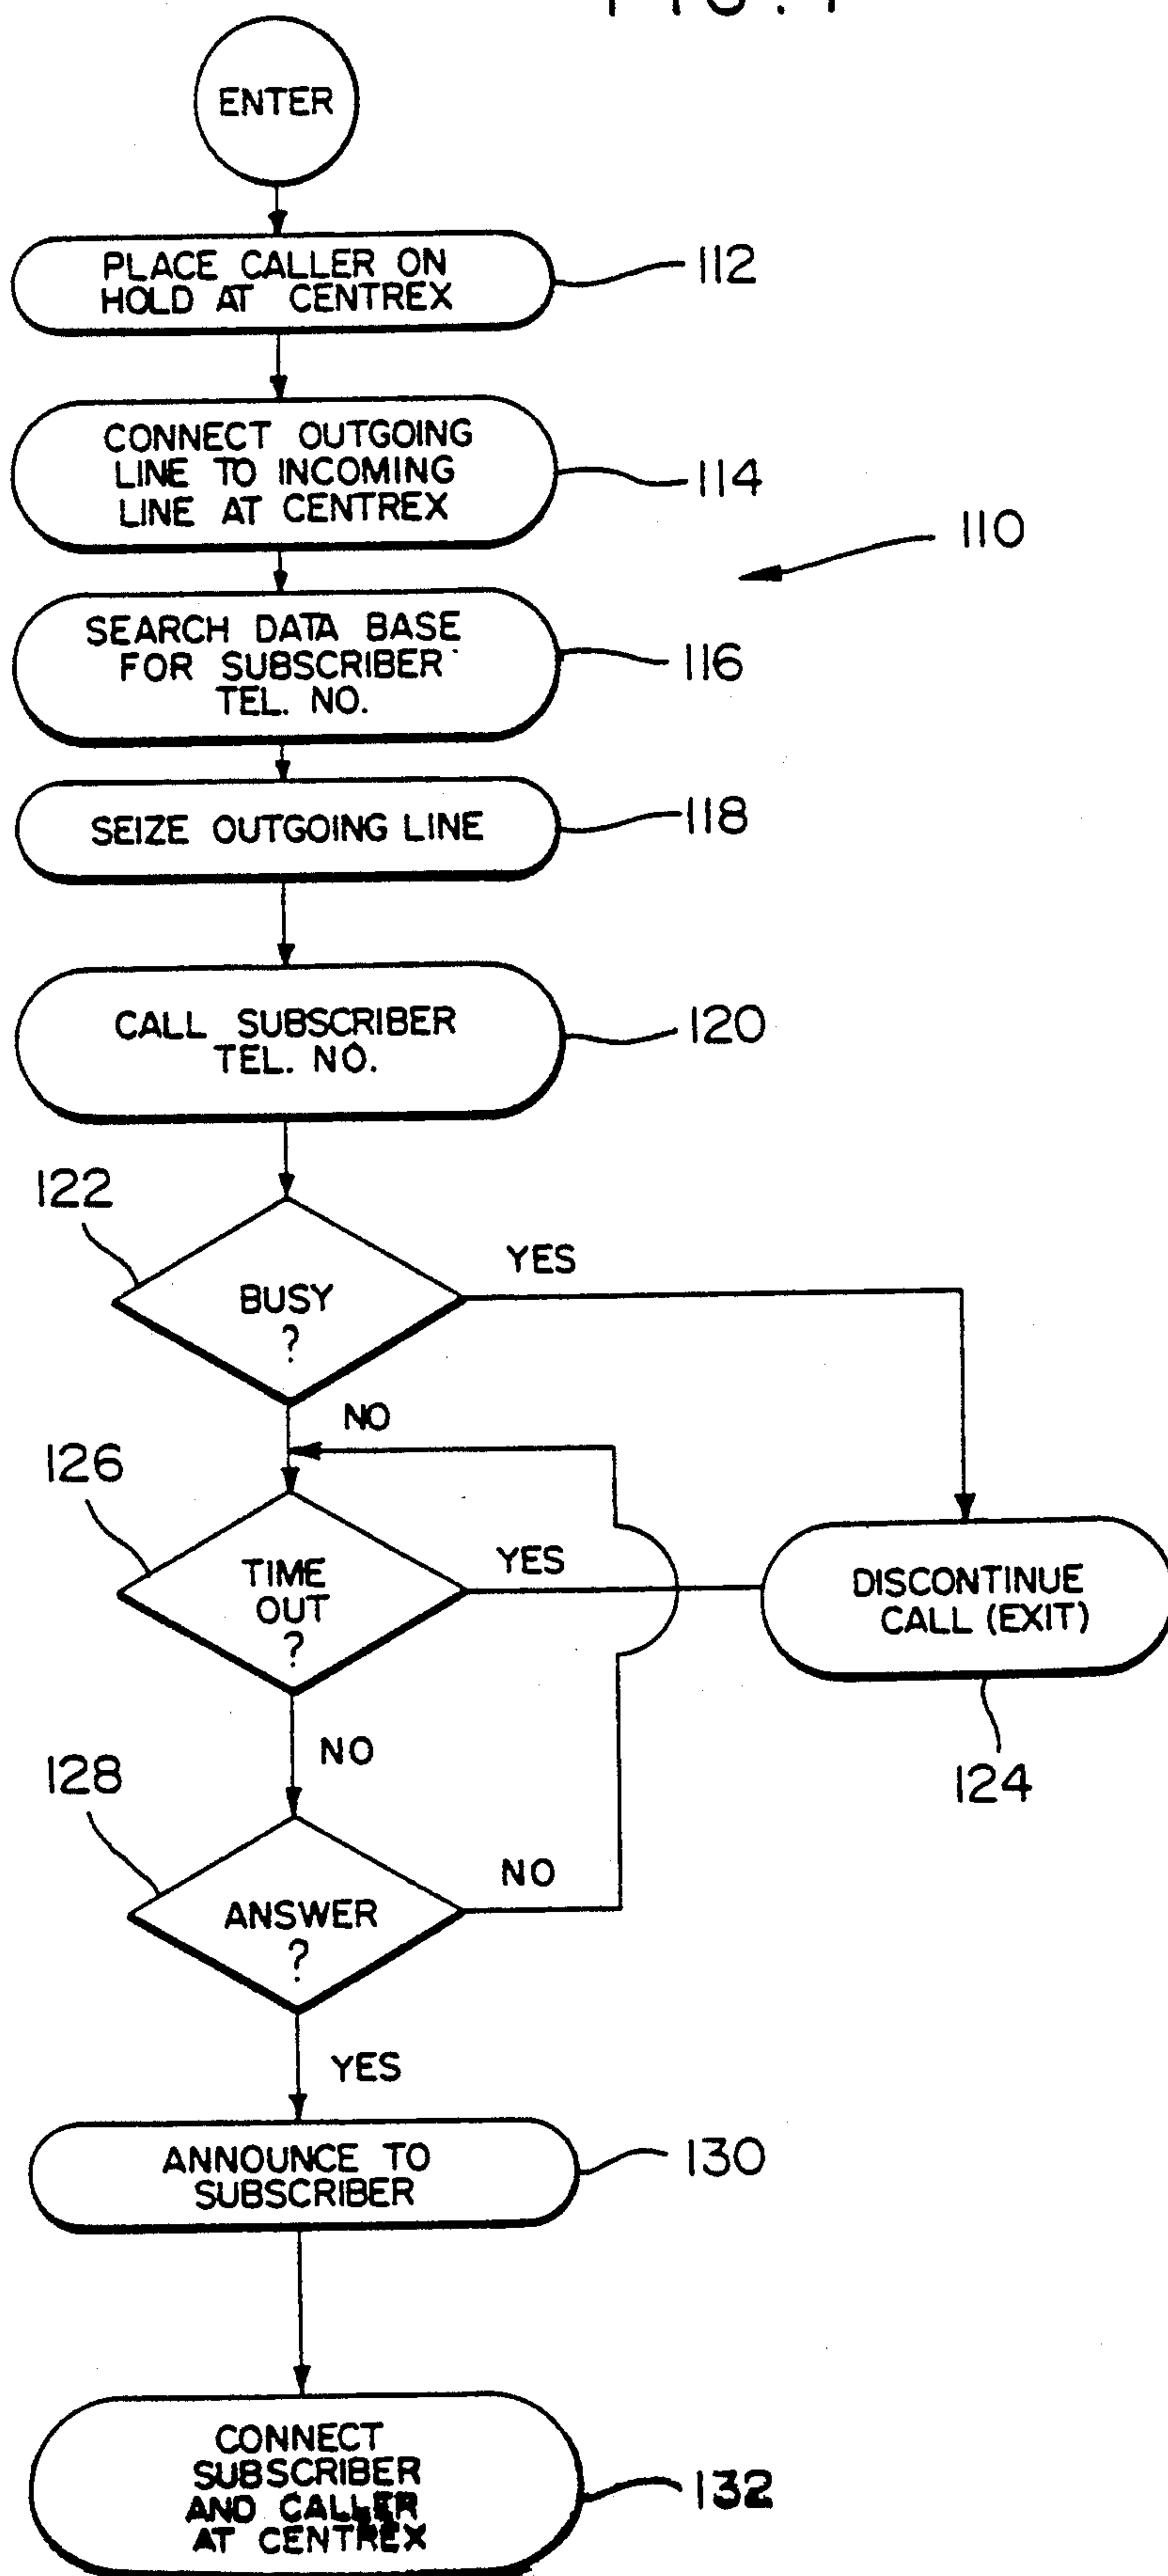 ENTER
PLACE CALLER ON
HOLD AT CENTREX
112
CONNECT OUTGOING
LINE TO INCOMING
LINE AT CENTREX
114
110
SEARCH DATA BASE
FOR SUBSCRIBER
TEL. NO.
116
SEIZE OUTGOING LINE
118
CALL SUBSCRIBER
TEL. NO.
120
122
BUSY
?
YES
NO
126
TIME
OUT
?
YES
DISCONTINUE
CALL (EXIT)
124
NO
128
ANSWER
?
NO
YES
ANNOUNCE TO
SUBSCRIBER
130
CONNECT
SUBSCRIBER
AND CALLER
AT CENTREX
132